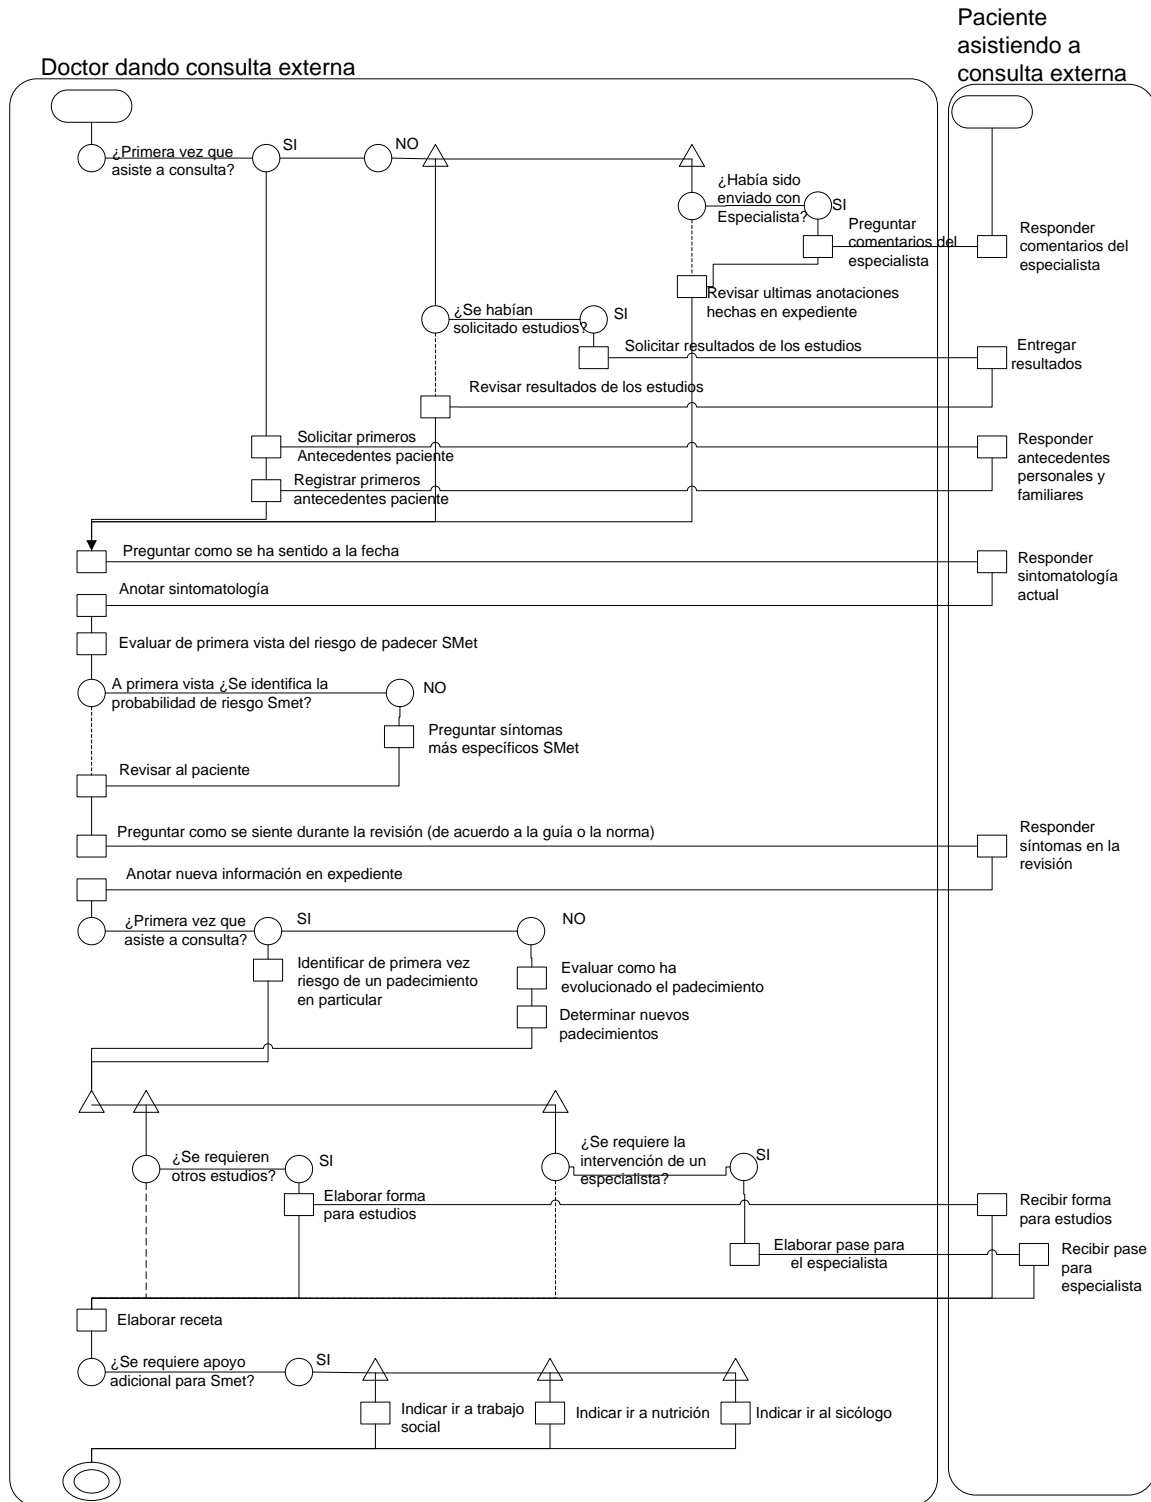 Paciente
asistiendo a
consulta externa
Doctor dando consulta externa
¿Primera vez que
asiste a consulta?
SI
NO
¿Había sido
enviado con
Especialista?
SI
Preguntar
comentarios del
especialista
Responder
comentarios del
especialista
Revisar ultimas anotaciones
hechas en expediente
¿Se habían
solicitado estudios?
SI
Solicitar resultados de los estudios
Entregar
resultados
Revisar resultados de los estudios
Solicitar primeros
Antecedentes paciente
Responder
antecedentes
personales y
familiares
Registrar primeros
antecedentes paciente
Preguntar como se ha sentido a la fecha
Responder
sintomatología
actual
Anotar sintomatología
Evaluar de primera vista del riesgo de padecer SMet
A primera vista ¿Se identifica la
probabilidad de riesgo Smet?
NO
Preguntar síntomas
más específicos SMet
Revisar al paciente
Preguntar como se siente durante la revisión (de acuerdo a la guía o la norma)
Responder
síntomas en la
revisión
Anotar nueva información en expediente
¿Primera vez que
asiste a consulta?
SI
NO
Identificar de primera vez
riesgo de un padecimiento
en particular
Evaluar como ha
evolucionado el padecimiento
Determinar nuevos
padecimientos
¿Se requieren
otros estudios?
SI
¿Se requiere la
intervención de un
especialista?
SI
Elaborar forma
para estudios
Recibir forma
para estudios
Elaborar pase para
el especialista
Recibir pase
para
especialista
Elaborar receta
¿Se requiere apoyo
adicional para Smet?
SI
Indicar ir a trabajo
social
Indicar ir a nutrición
Indicar ir al sicólogo